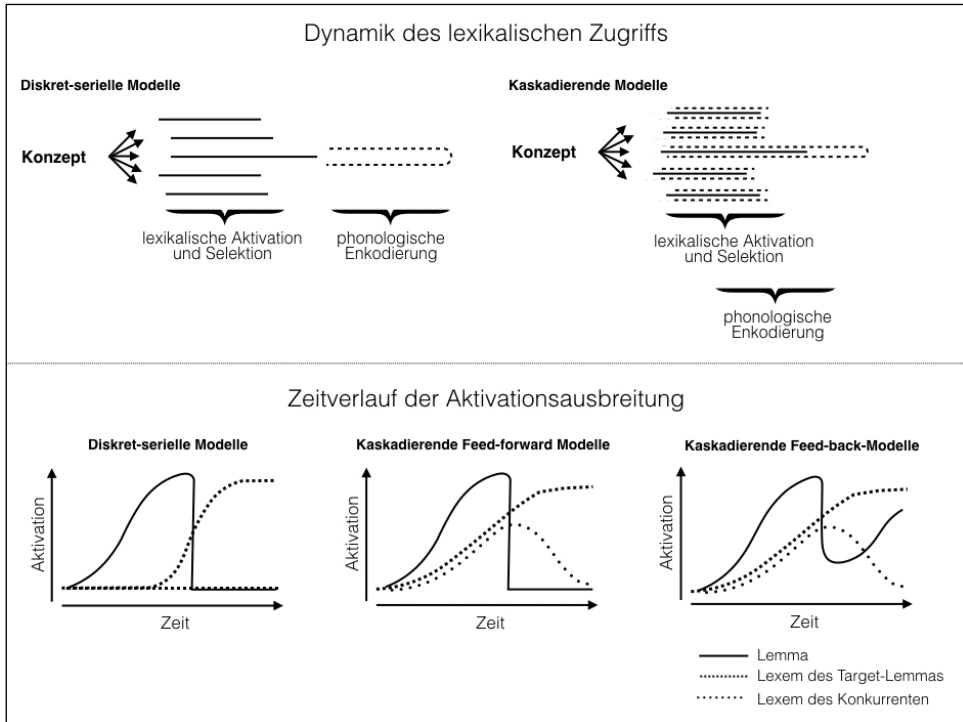 Dynamik des lexikalischen Zugriffs
Diskret-serielle Modelle
Konzept
lexikalische Aktivation
und Selektion
phonologische
Enkodierung
Kaskadierende Modelle
Konzept
lexikalische Aktivation
und Selektion
phonologische
Enkodierung
Zeitverlauf der Aktivationsausbreitung
Diskret-serielle Modelle
Aktivation
Zeit
Kaskadierende Feed-forward Modelle
Aktivation
Zeit
Kaskadierende Feed-back-Modelle
Aktivation
Zeit
Lemma
Lexem des Target-Lemmas
Lexem des Konkurrenten